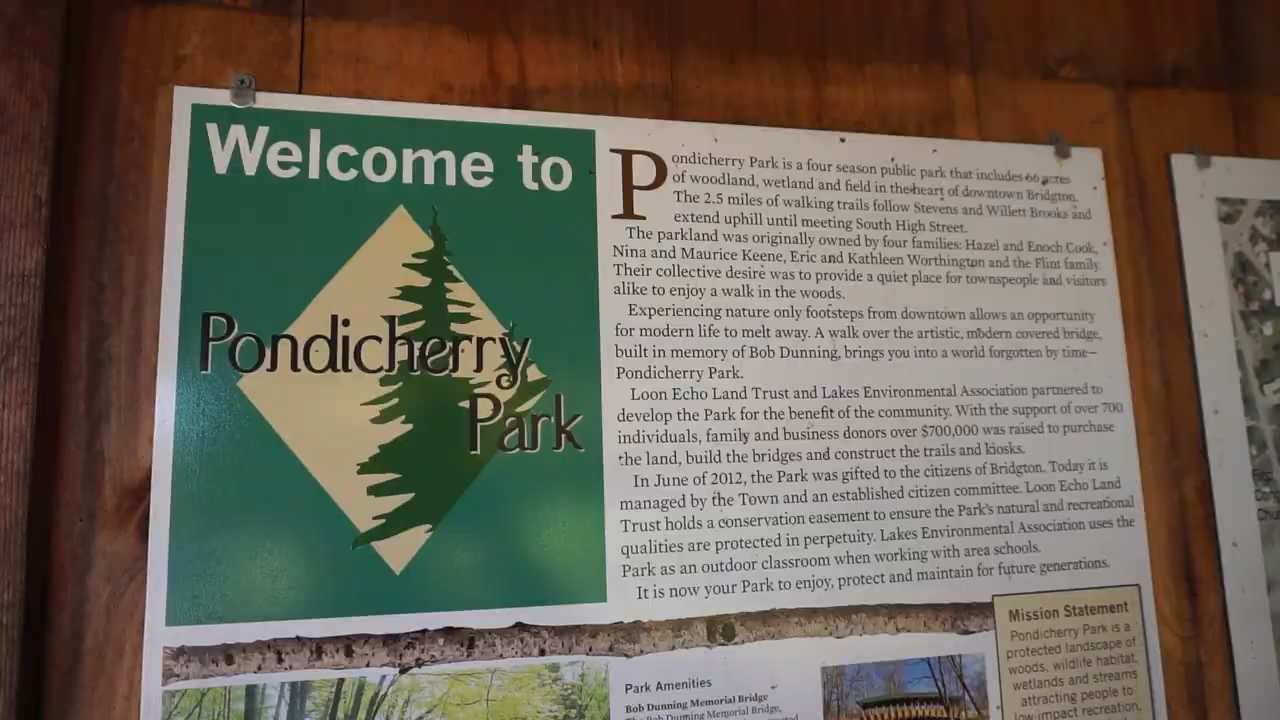 Welcome to
Pondicherry
Park
Pondicherry Park is a four season public park that includes 66 acres
of woodland, wetland and field in the heart of downtown Bridgton.
The 2.5 miles of walking trails follow Stevens and Willett Brooks and
extend uphill until meeting South High Street.
The parkland was originally owned by four families: Hazel and Enoch Cook,
Nina and Maurice Keene, Eric and Kathleen Worthington and the Flint family.
Their collective desire was to provide a quiet place for townspeople and visitors
alike to enjoy a walk in the woods.
Experiencing nature only footsteps from downtown allows an opportunity
for modern life to melt away. A walk over the artistic, modern covered bridge,
built in memory of Bob Dunning, brings you into a world forgotten by time—
Pondicherry Park.
Loon Echo Land Trust and Lakes Environmental Association partnered to
develop the Park for the benefit of the community. With the support of over 700
individuals, family and business donors over $700,000 was raised to purchase
the land, build the bridges and construct the trails and kiosks.
In June of 2012, the Park was gifted to the citizens of Bridgton. Today it is
managed by the Town and an established citizen committee. Loon Echo Land
Trust holds a conservation easement to ensure the Park's natural and recreational
qualities are protected in perpetuity. Lakes Environmental Association uses the
Park as an outdoor classroom when working with area schools.
It is now your Park to enjoy, protect and maintain for future generations.
Park Amenities
Bob Dunning Memorial Bridge
The Bob Dunning Memorial Bridge,
Mission Statement
Pondicherry Park is a
protected landscape of
woods, wildlife habitat,
wetlands and streams
attracting people to
low impact recreation,